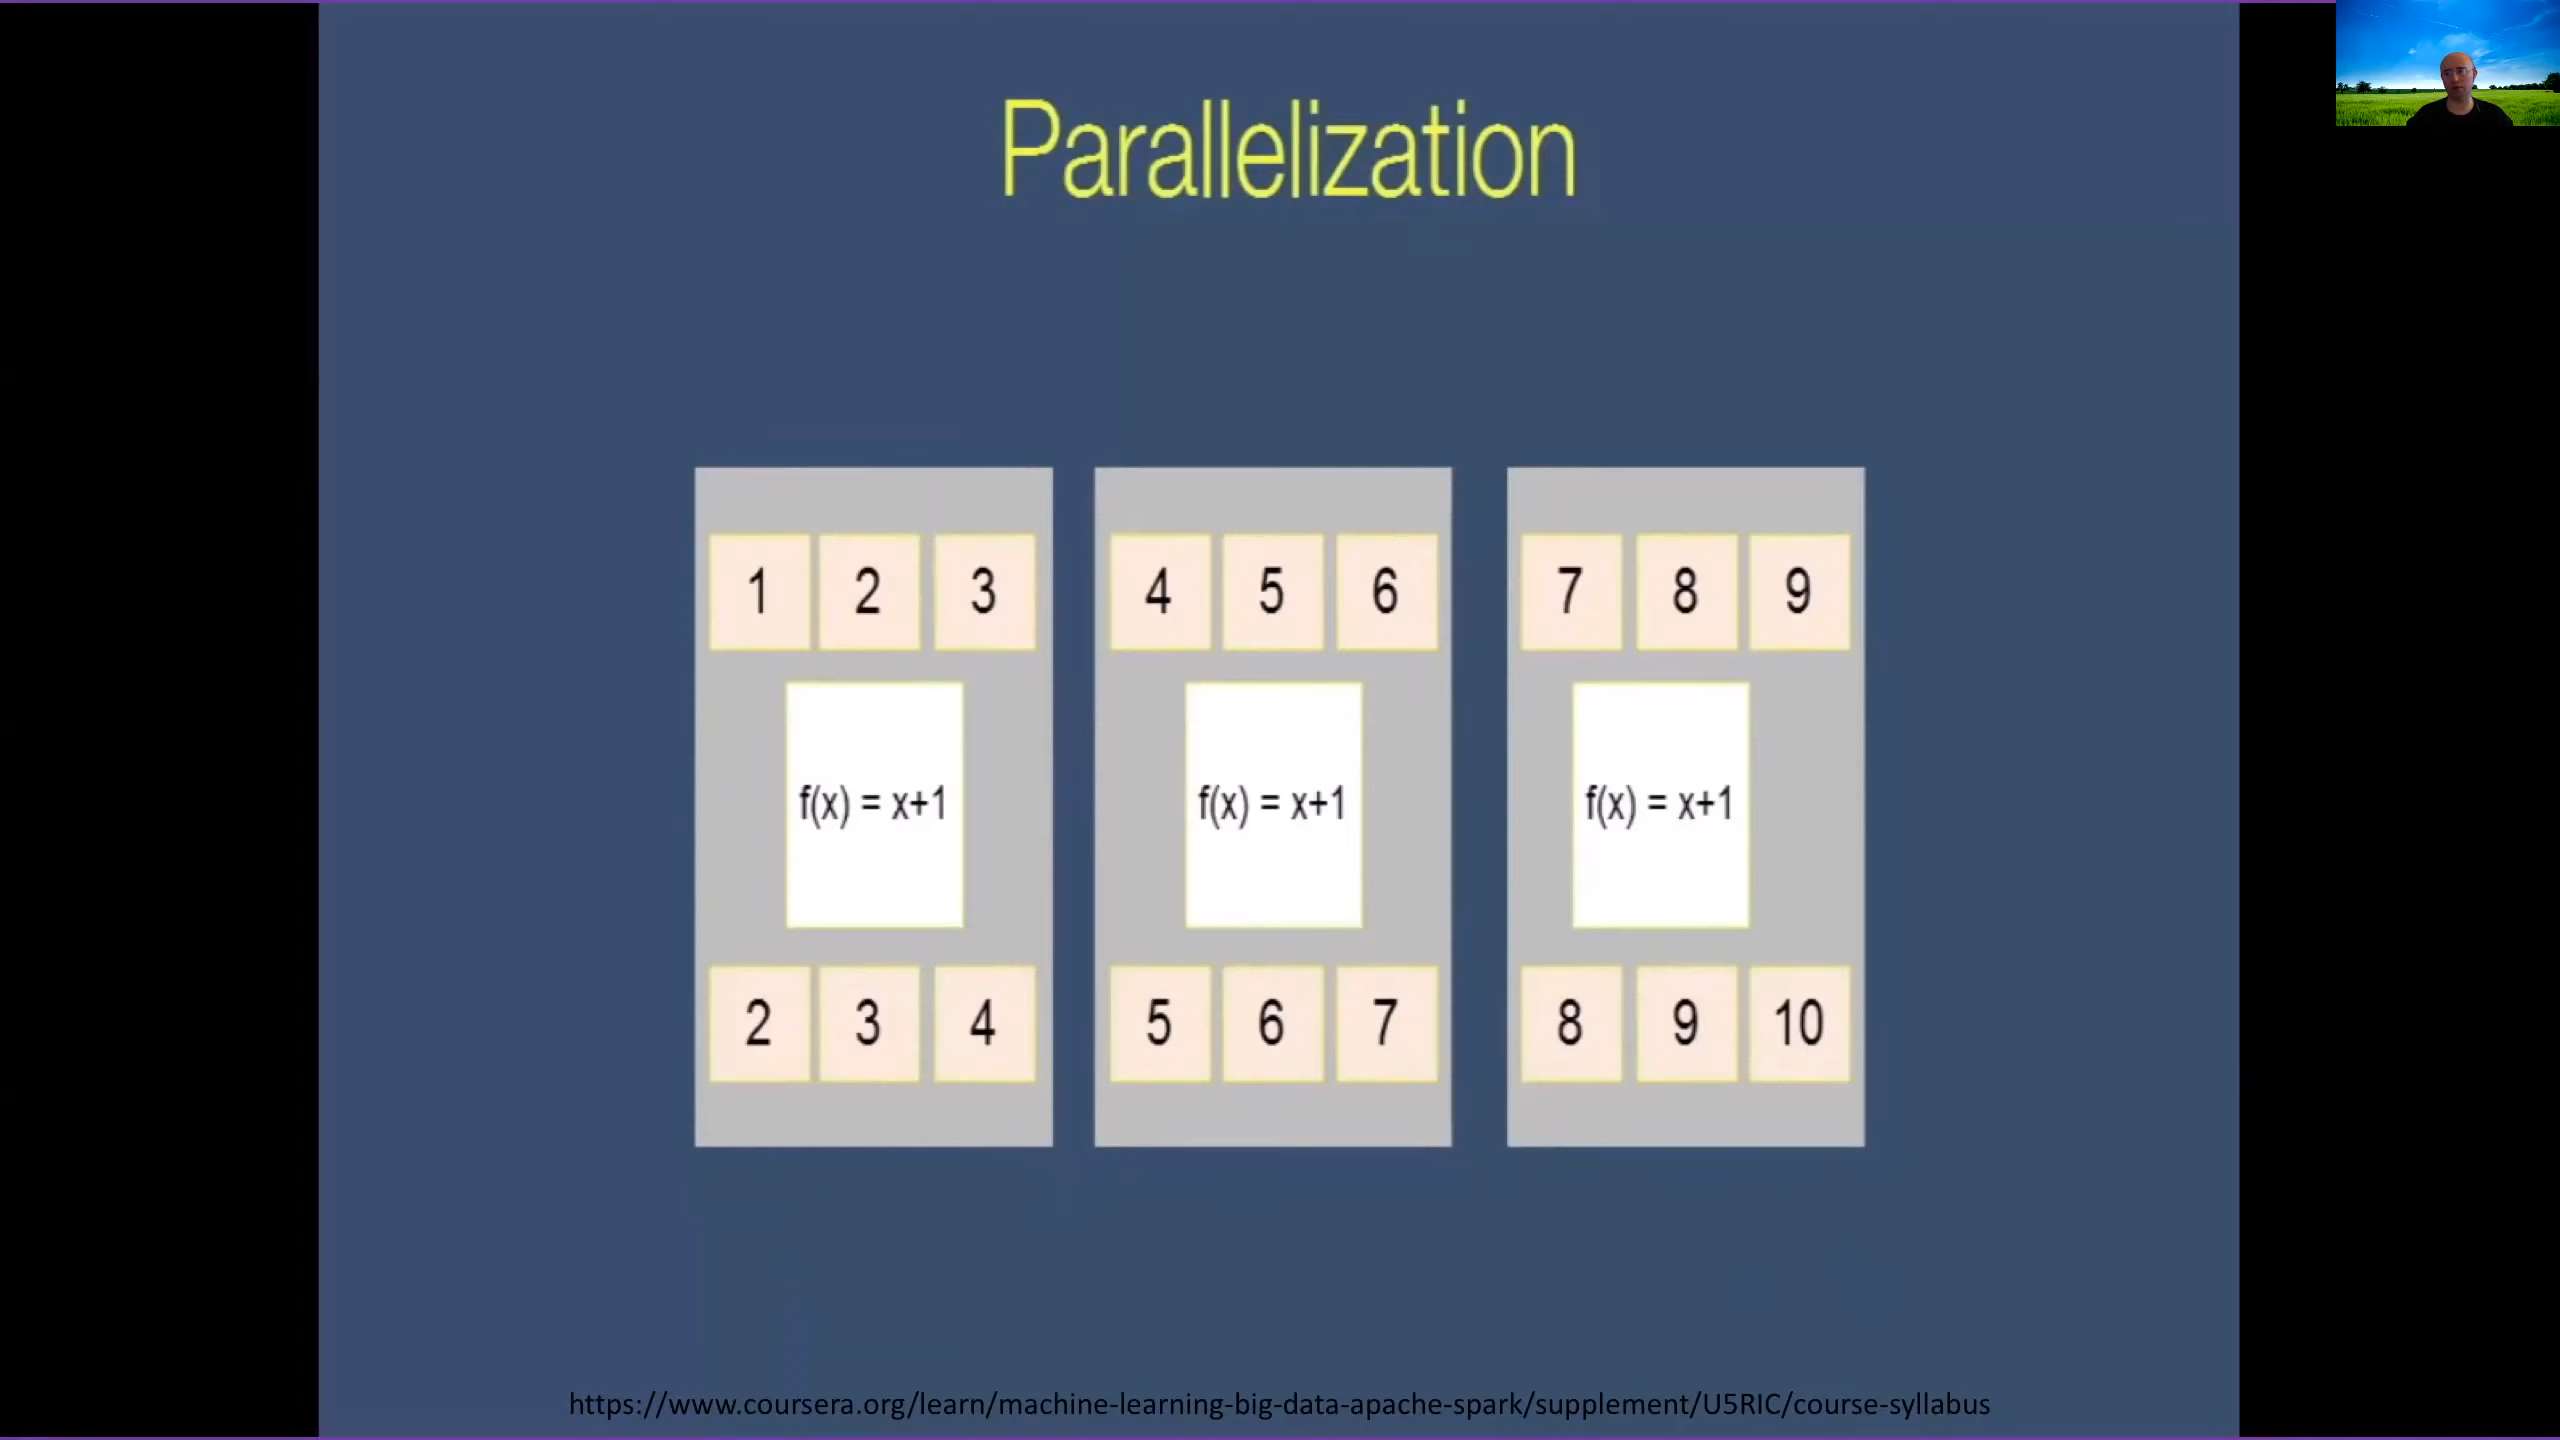 Parallelization
1 2 3 4 5 6 7 8 9
f(x) = x+1 f(x) = x+1 f(x) = x+1
2 3 4 5 6 7 8 9 10
https://www.coursera.org/learn/machine-learning-big-data-apache-spark/supplement/U5RIC/course-syllabus